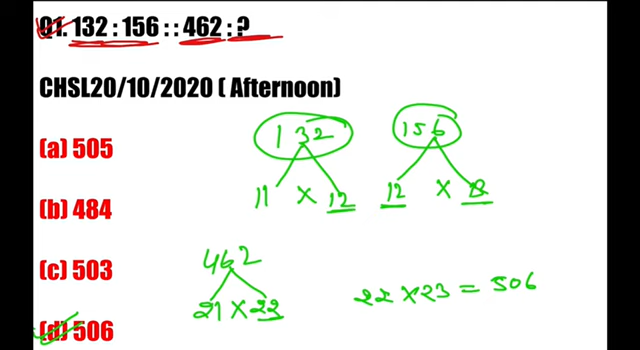 Q1. 132 : 156 : : 462 : ?
CHSL20/10/2020 ( Afternoon)
(a) 505
(b) 484
(c) 503
(d) 506
132
11 X 12
156
12 X
462
21 X 22
22 X 23 = 506